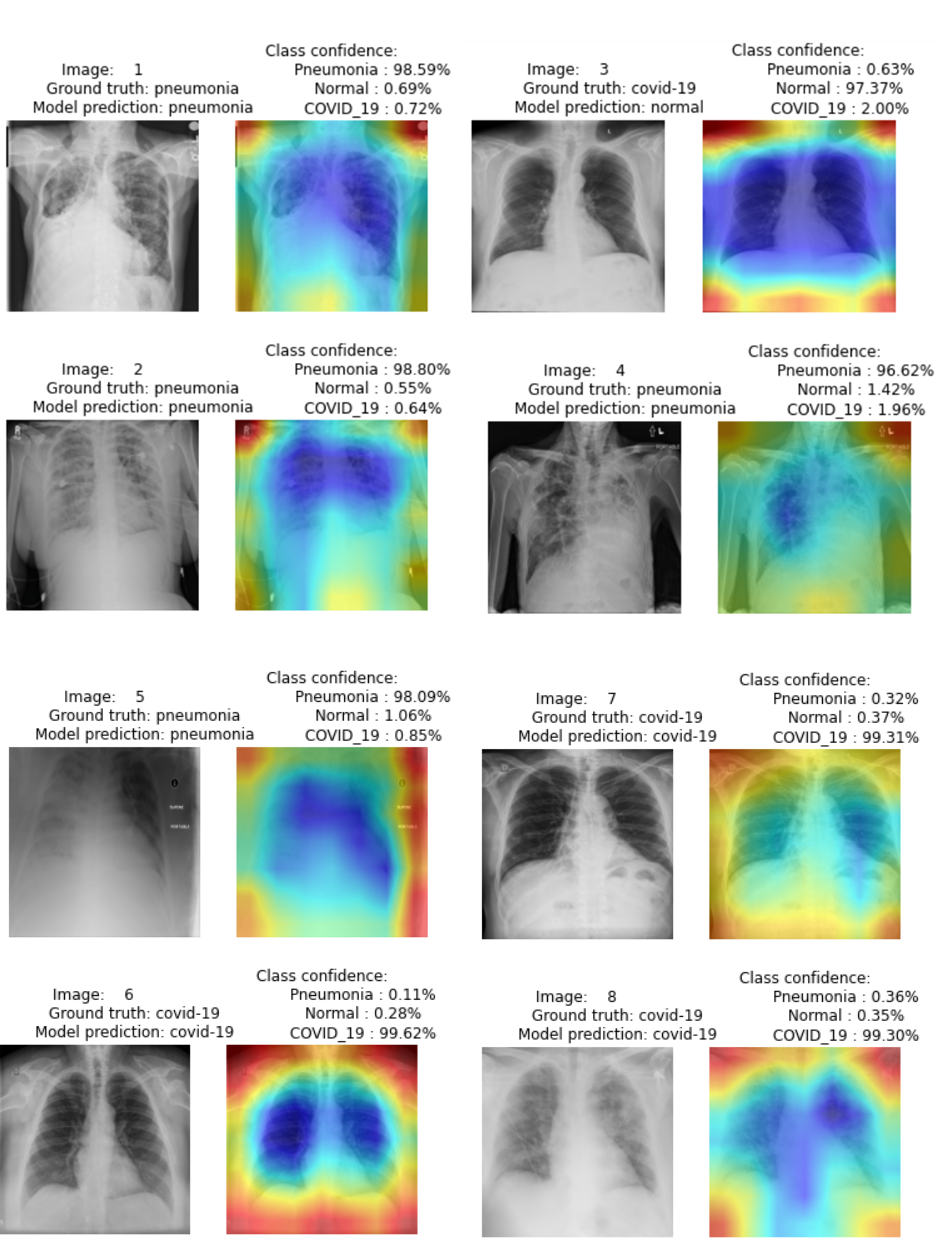 Image: 1
Ground truth: pneumonia
Model prediction: pneumonia
Class confidence:
Pneumonia : 98.59%
Normal : 0.69%
COVID_19 : 0.72%
Image: 3
Ground truth: covid-19
Model prediction: normal
Class confidence:
Pneumonia : 0.63%
Normal : 97.37%
COVID_19 : 2.00%
Image: 2
Ground truth: pneumonia
Model prediction: pneumonia
R
Class confidence:
Pneumonia : 98.80%
Normal : 0.55%
COVID_19 : 0.64%
R
Image: 4
Ground truth: pneumonia
Model prediction: pneumonia
L
PORTABLE
Class confidence:
Pneumonia : 96.62%
Normal : 1.42%
COVID_19 : 1.96%
L
PORTABLE
Image: 5
Ground truth: pneumonia
Model prediction: pneumonia
SUPINE
PORTABLE
Class confidence:
Pneumonia : 98.09%
Normal : 1.06%
COVID_19 : 0.85%
SUPINE
PORTABLE
Image: 7
Ground truth: covid-19
Model prediction: covid-19
Class confidence:
Pneumonia : 0.32%
Normal : 0.37%
COVID_19 : 99.31%
Image: 6
Ground truth: covid-19
Model prediction: covid-19
Class confidence:
Pneumonia : 0.11%
Normal : 0.28%
COVID_19 : 99.62%
Image: 8
Ground truth: covid-19
Model prediction: covid-19
Class confidence:
Pneumonia : 0.36%
Normal : 0.35%
COVID_19 : 99.30%